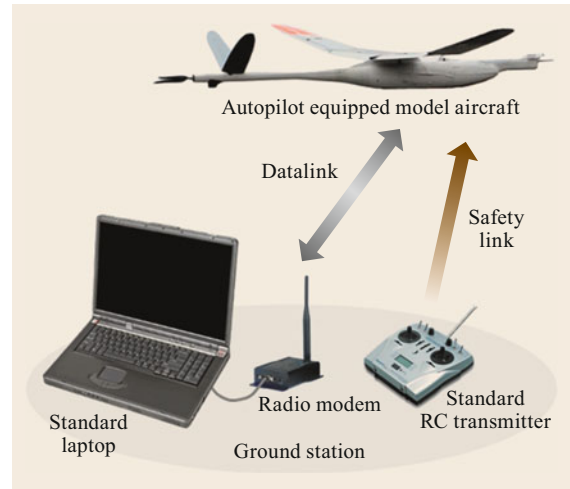 Autopilot equipped model aircraft
Datalink
Safety
link
Radio modem
Standard
RC transmitter
Standard
laptop
Ground station